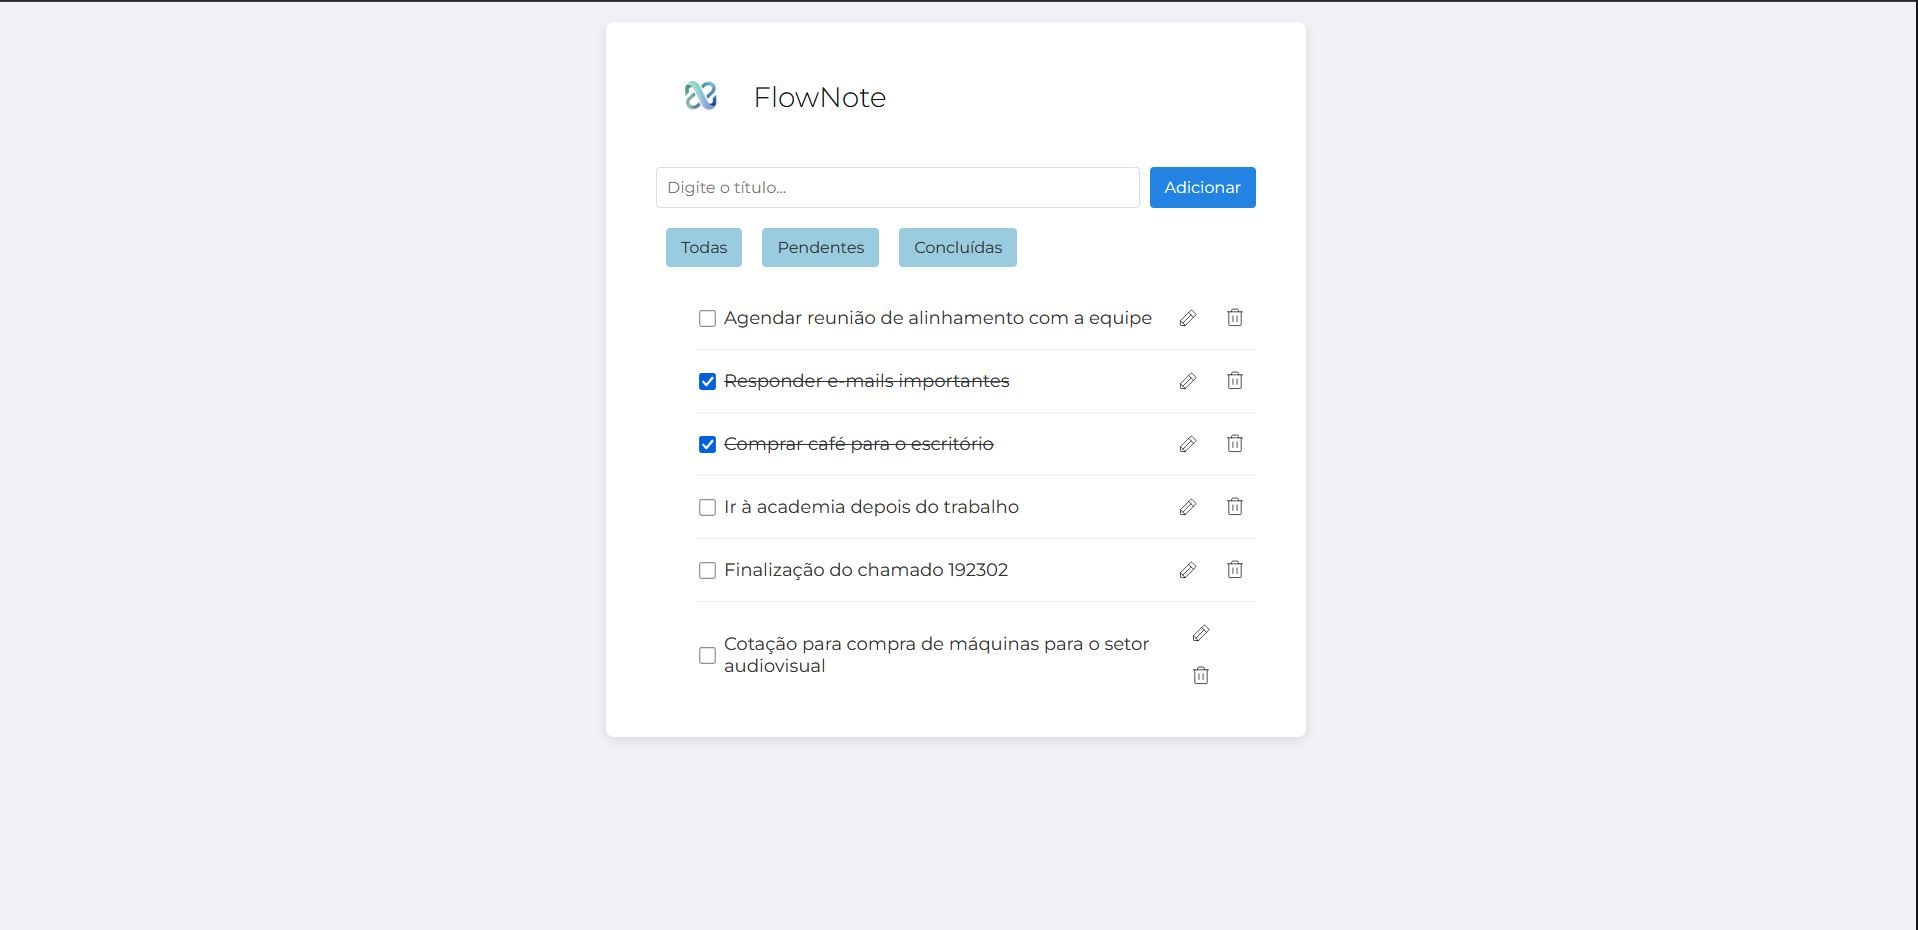 FlowNote
Digite o título...
Adicionar
Todas
Pendentes
Concluídas
Agendar reunião de alinhamento com a equipe
Responder e-mails importantes
Comprar café para o escritório
Ir à academia depois do trabalho
Finalização do chamado 192302
Cotação para compra de máquinas para o setor
audiovisual